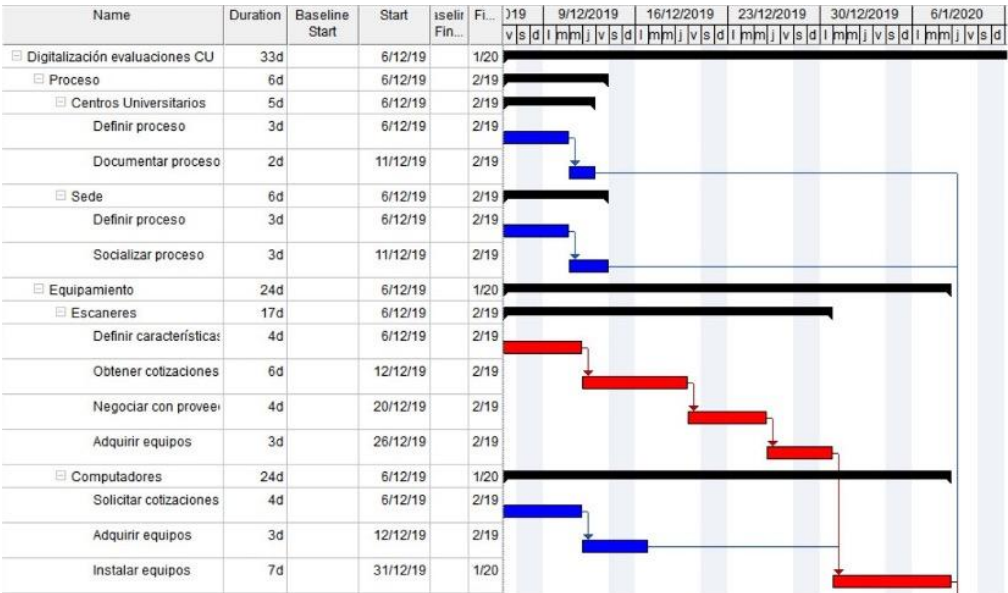 Name Duration Baseline Start Start ıselir Fin... Fi... )19 9/12/2019 16/12/2019 23/12/2019 30/12/2019 6/1/2020
v s d l m m j v s d l m m j v s d l m m j v s d l m m j v s d l m m j v s d
Digitalización evaluaciones CU 33d 6/12/19 1/20
Proceso 6d 6/12/19 2/19
Centros Universitarios 5d 6/12/19 2/19
Definir proceso 3d 6/12/19 2/19
Documentar proceso 2d 11/12/19 2/19
Sede 6d 6/12/19 2/19
Definir proceso 3d 6/12/19 2/19
Socializar proceso 3d 11/12/19 2/19
Equipamiento 24d 6/12/19 1/20
Escaneres 17d 6/12/19 2/19
Definir características 4d 6/12/19 2/19
Obtener cotizaciones 6d 12/12/19 2/19
Negociar con provee 4d 20/12/19 2/19
Adquirir equipos 3d 26/12/19 2/19
Computadores 24d 6/12/19 1/20
Solicitar cotizaciones 4d 6/12/19 2/19
Adquirir equipos 3d 12/12/19 2/19
Instalar equipos 7d 31/12/19 1/20